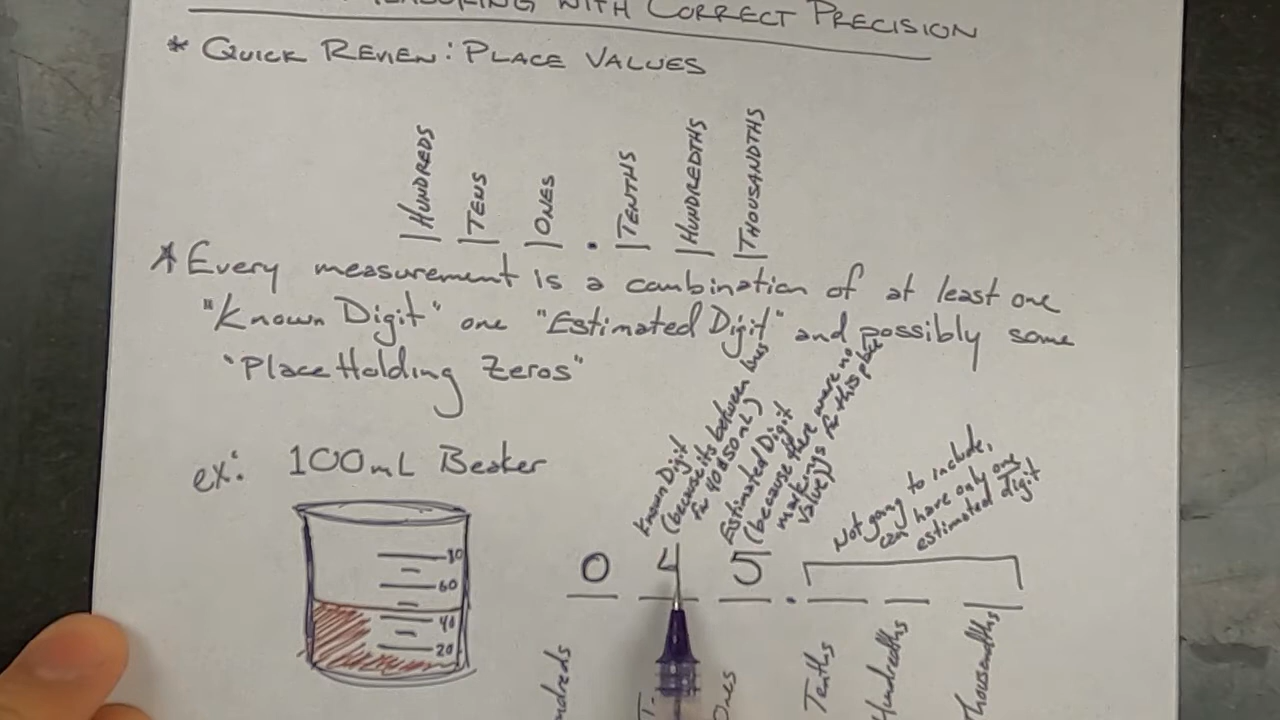 MEASURING WITH CORRECT PRECISION
* QUICK REVIEW: PLACE VALUES
HUNDREDS
TENS
ONES
.
TENTHS
HUNDREDTHS
THOUSANDTHS
* Every measurement is a combination of at least one
"Known Digit" one "Estimated Digit" and possibly some
"Place Holding Zeros"
Known Digit
(because its between lines
for 40 & 50 mL)
Estimated Digit
(because there were no
markings for this place
value))
Not going to include,
can have only one
estimated digit
ex: 100mL Beaker
80
60
40
20
0 4 5 .
Ones
Tenths
Hundredths
Thousandths